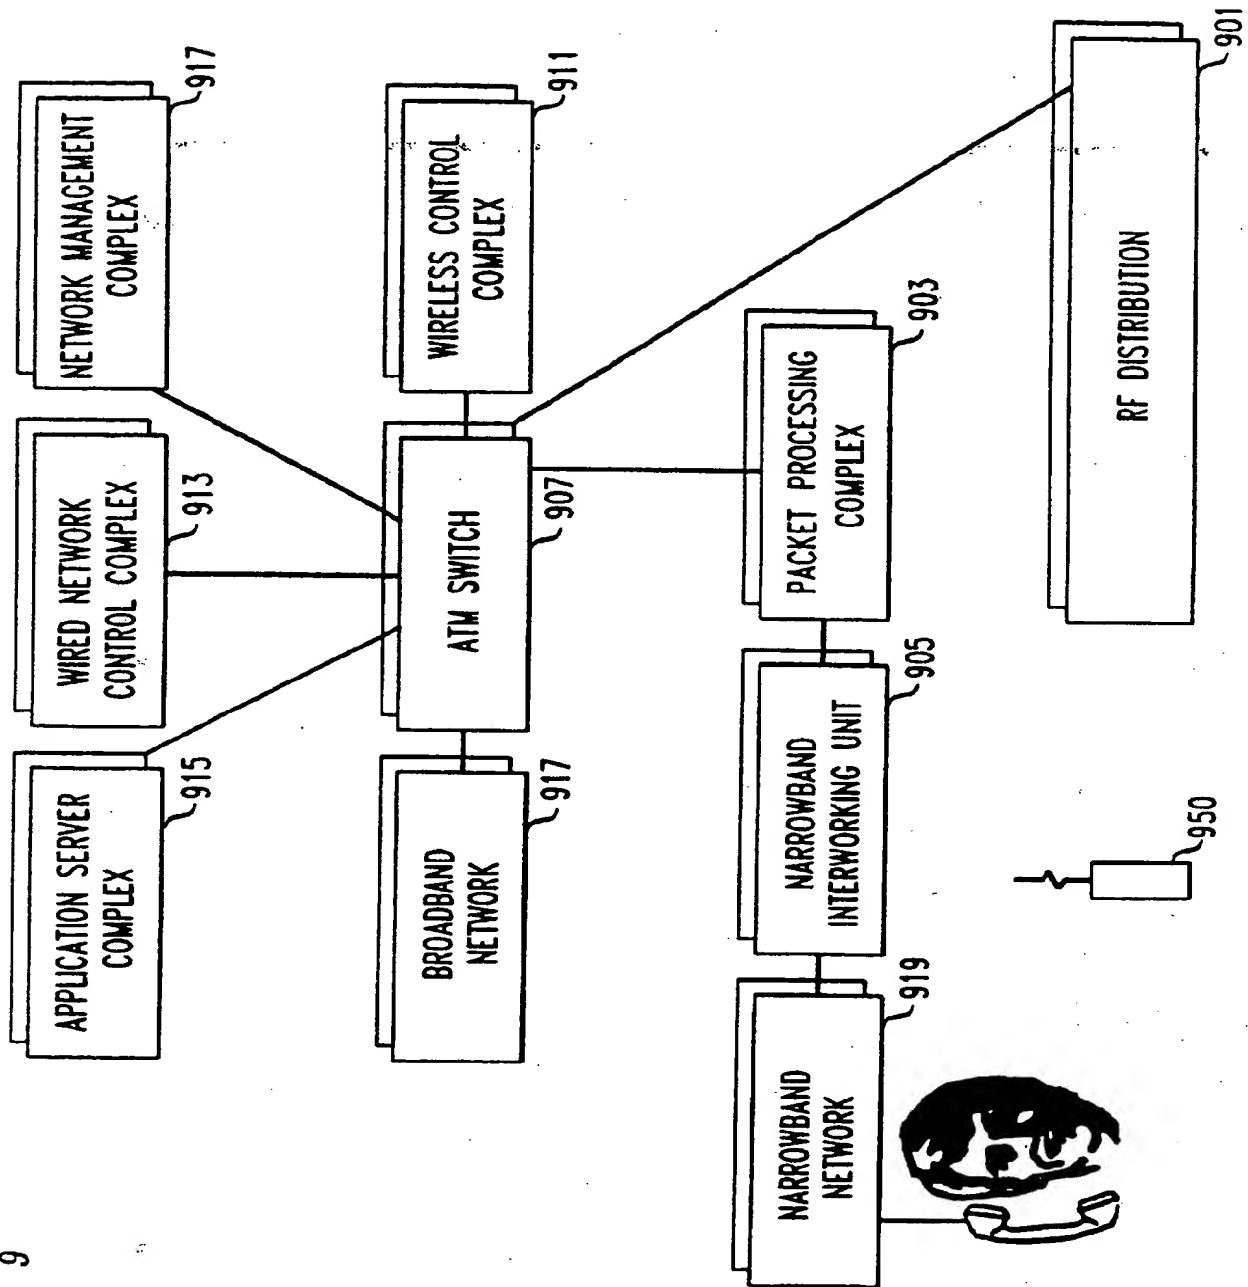 9
APPLICATION SERVER
COMPLEX
915
WIRED NETWORK
CONTROL COMPLEX
913
NETWORK MANAGEMENT
COMPLEX
917
BROADBAND
NETWORK
917
ATM SWITCH
907
WIRELESS CONTROL
COMPLEX
911
NARROWBAND
NETWORK
919
NARROWBAND
INTERWORKING UNIT
905
PACKET PROCESSING
COMPLEX
903
950
RF DISTRIBUTION
901